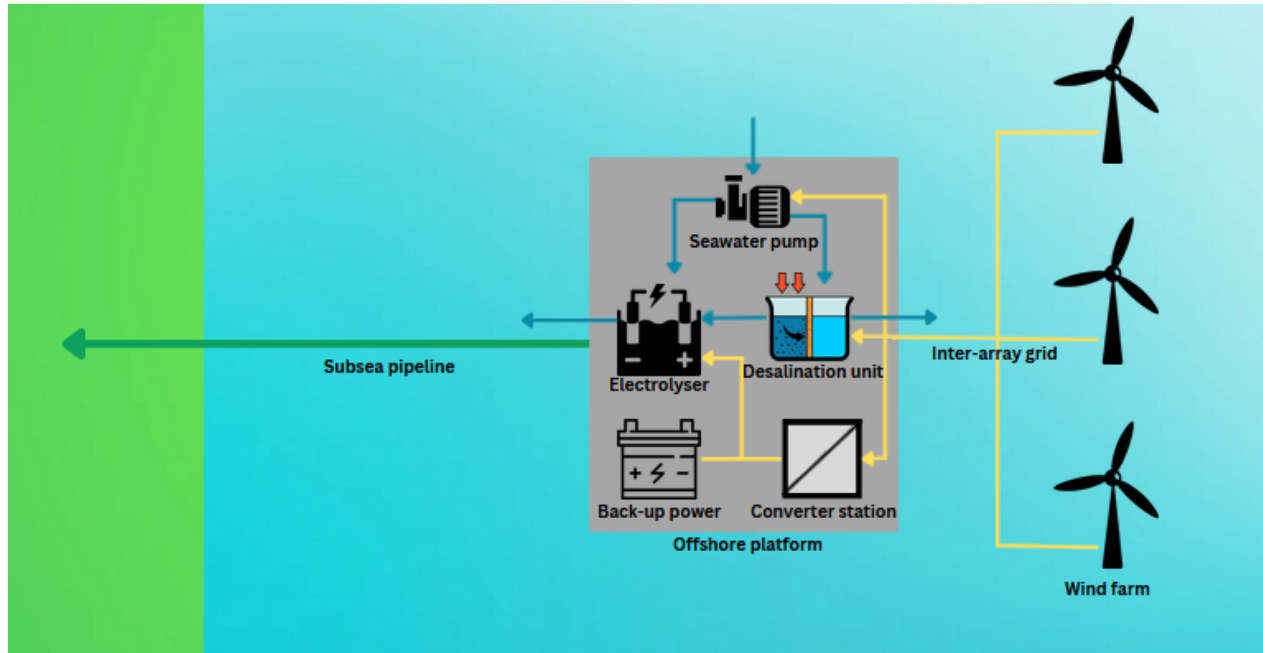 Seawater pump
Subsea pipeline
Inter-array grid
Electrolyser
Desalination unit
Back-up power
Converter station
Offshore platform
Wind farm